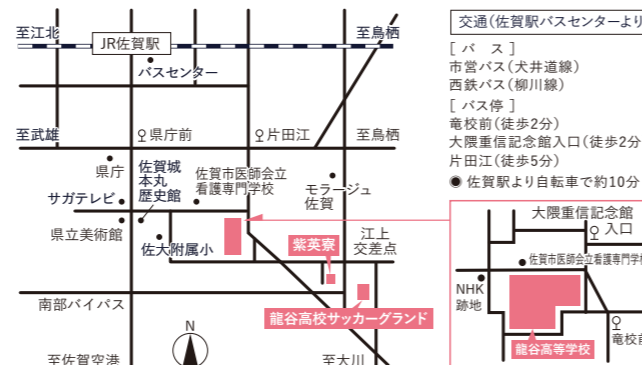 至江北
JR佐賀駅
至鳥栖
バスセンター
至武雄
県庁前
片田江
至鳥栖
県庁
佐賀城
本丸
歴史館
佐賀市医師会立
看護専門学校
モラージュ
佐賀
サガテレビ
県立美術館
佐大附属小
紫英寮
江上
交差点
南部バイパス
龍谷高校サッカーグランド
N
至佐賀空港
至大川
交通(佐賀駅バスセンターより
[ バ ス ]
市営バス(犬井道線)
西鉄バス(柳川線)
[ バス停 ]
竜校前(徒歩2分)
大隈重信記念館入口(徒歩2分
片田江(徒歩5分)
● 佐賀駅より自転車で約10分
大隈重信記念館
入口
佐賀市医師会立看護専門学校
NHK
跡地
龍谷高等学校
竜校前